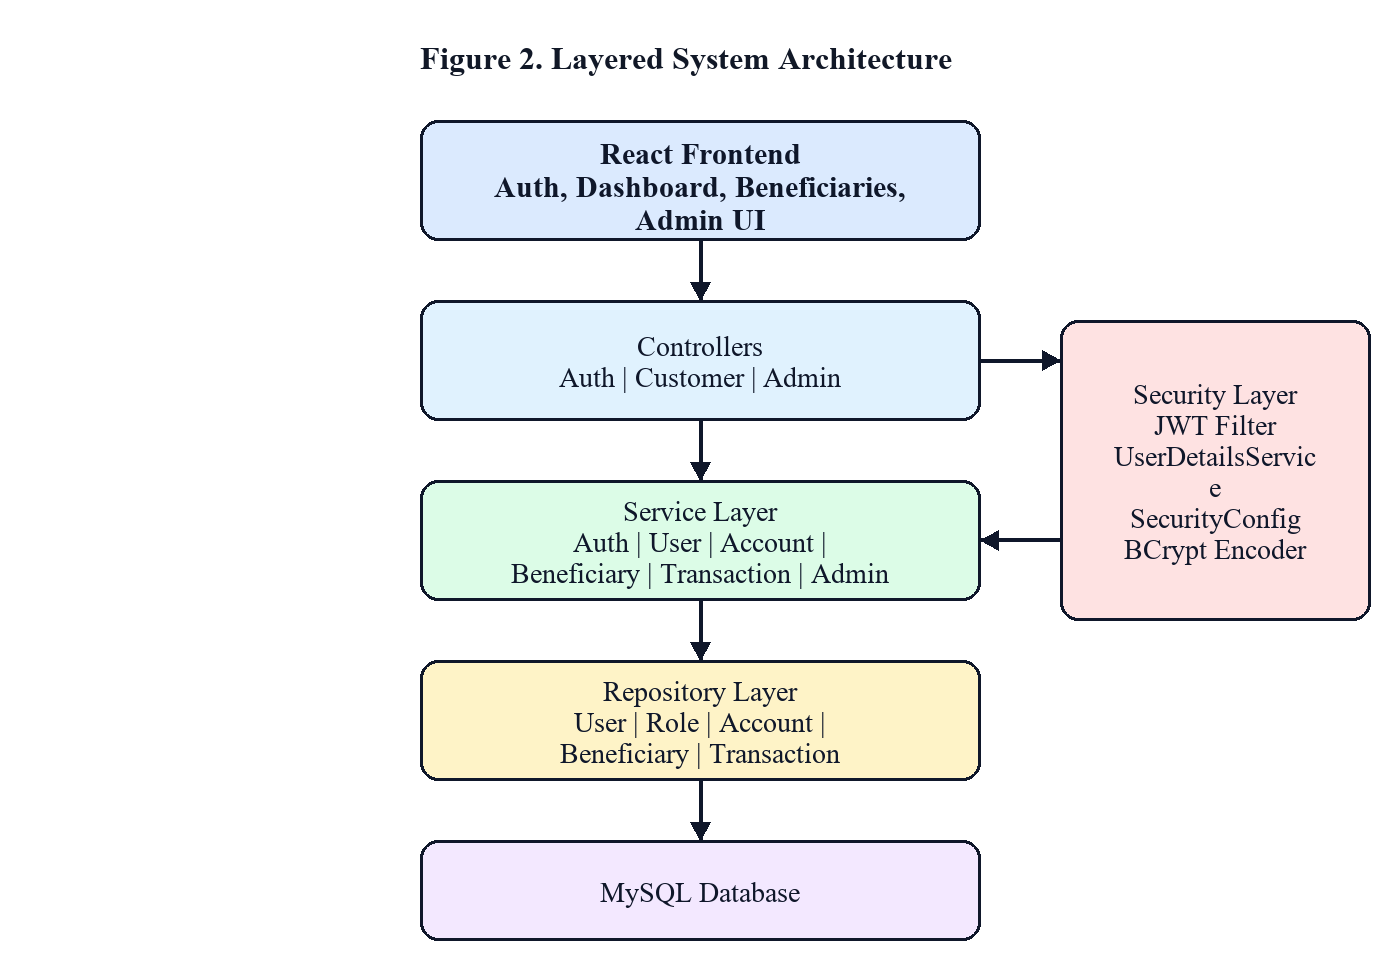 Figure 2. Layered System Architecture
React Frontend
Auth, Dashboard, Beneficiaries,
Admin UI
Controllers
Auth | Customer | Admin
Security Layer
JWT Filter
UserDetailsServic
e
SecurityConfig
BCrypt Encoder
Service Layer
Auth | User | Account |
Beneficiary | Transaction | Admin
Repository Layer
User | Role | Account |
Beneficiary | Transaction
MySQL Database